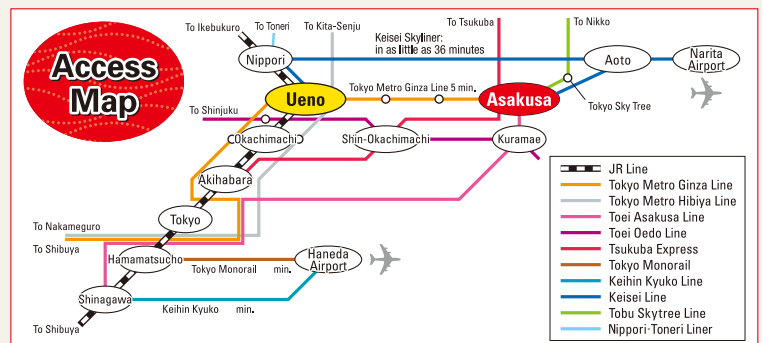 Access
Map
To Ikebukuro
To Toneri
To Kita-Senju
To Tsukuba
To Nikko
Keisei Skyliner:
in as little as 36 minutes
Nippori
Aoto
Narita
Airport
Ueno
Tokyo Metro Ginza Line 5 min.
Asakusa
Tokyo Sky Tree
To Shinjuku
Okachimachi
Shin-Okachimachi
Kuramae
Akihabara
Tokyo
To Nakameguro
To Shibuya
Hamamatsucho
Tokyo Monorail min.
Haneda
Airport
Shinagawa
Keihin Kyuko min.
To Shibuya
JR Line
Tokyo Metro Ginza Line
Tokyo Metro Hibiya Line
Toei Asakusa Line
Toei Oedo Line
Tsukuba Express
Tokyo Monorail
Keihin Kyuko Line
Keisei Line
Tobu Skytree Line
Nippori-Toneri Liner